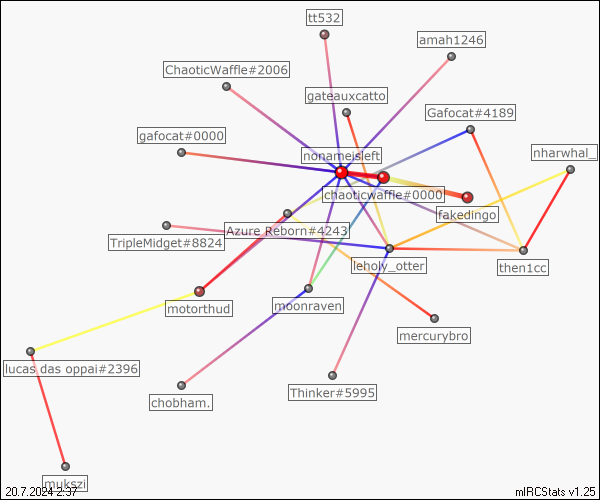 tt532
amah1246
ChaoticWaffle#2006
gateauxcatto
Gafocat#4189
gafocat#0000
nonameisleft
nharwhal_
chaoticwaffle#0000
fakedingo
Azure Reborn#4243
TripleMidget#8824
leholy_otter
then1cc
motorthud
moonraven
mercurybro
lucas das oppai#2396
Thinker#5995
chobham.
mukszi
20.7.2024 2:37
mIRCStats v1.25